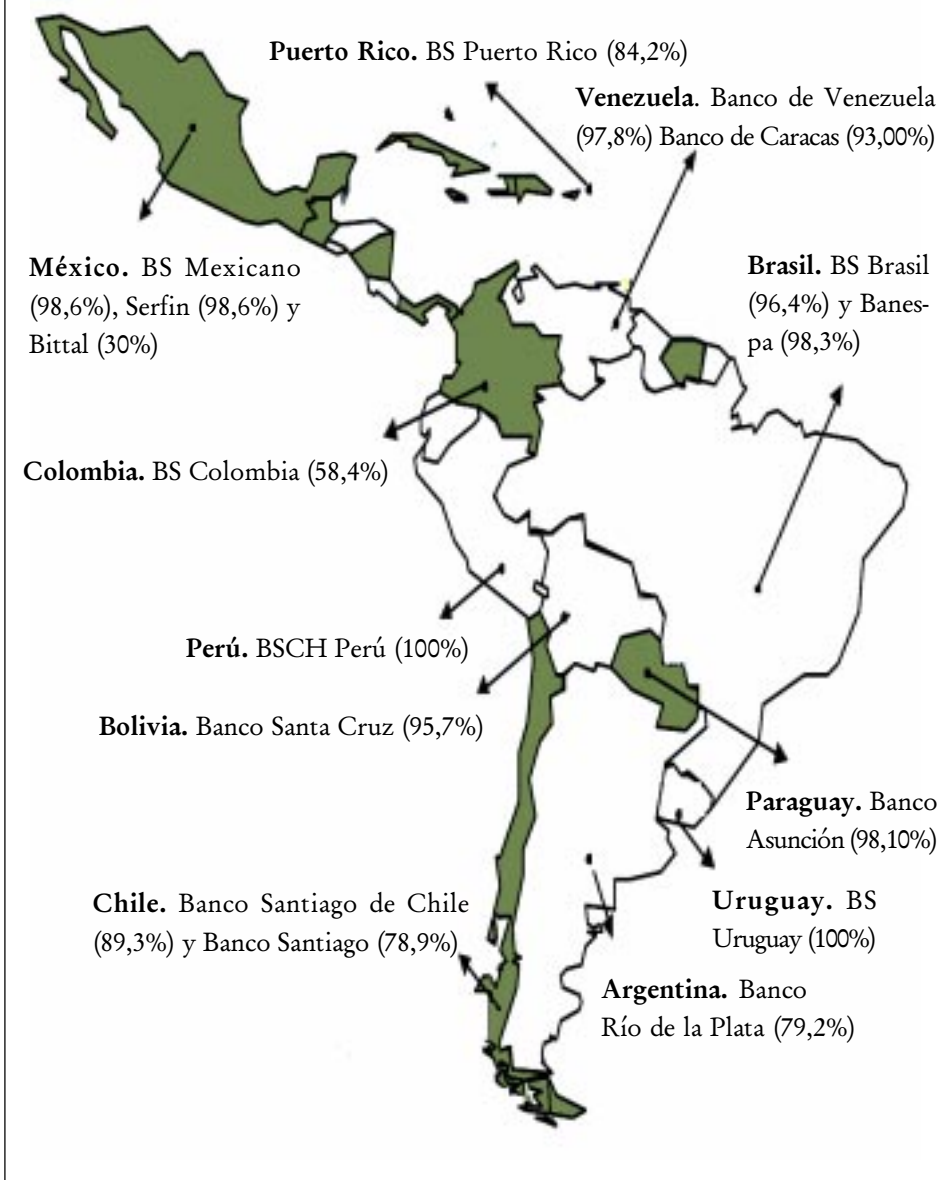 Puerto Rico. BS Puerto Rico (84,2%)
Venezuela. Banco de Venezuela
(97,8%) Banco de Caracas (93,00%)
México. BS Mexicano
(98,6%), Serfin (98,6%) y
Bittal (30%)
Brasil. BS Brasil
(96,4%) y Banes-
pa (98,3%)
Colombia. BS Colombia (58,4%)
Perú. BSCH Perú (100%)
Bolivia. Banco Santa Cruz (95,7%)
Paraguay. Banco
Asunción (98,10%)
Chile. Banco Santiago de Chile
(89,3%) y Banco Santiago (78,9%)
Uruguay. BS
Uruguay (100%)
Argentina. Banco
Río de la Plata (79,2%)